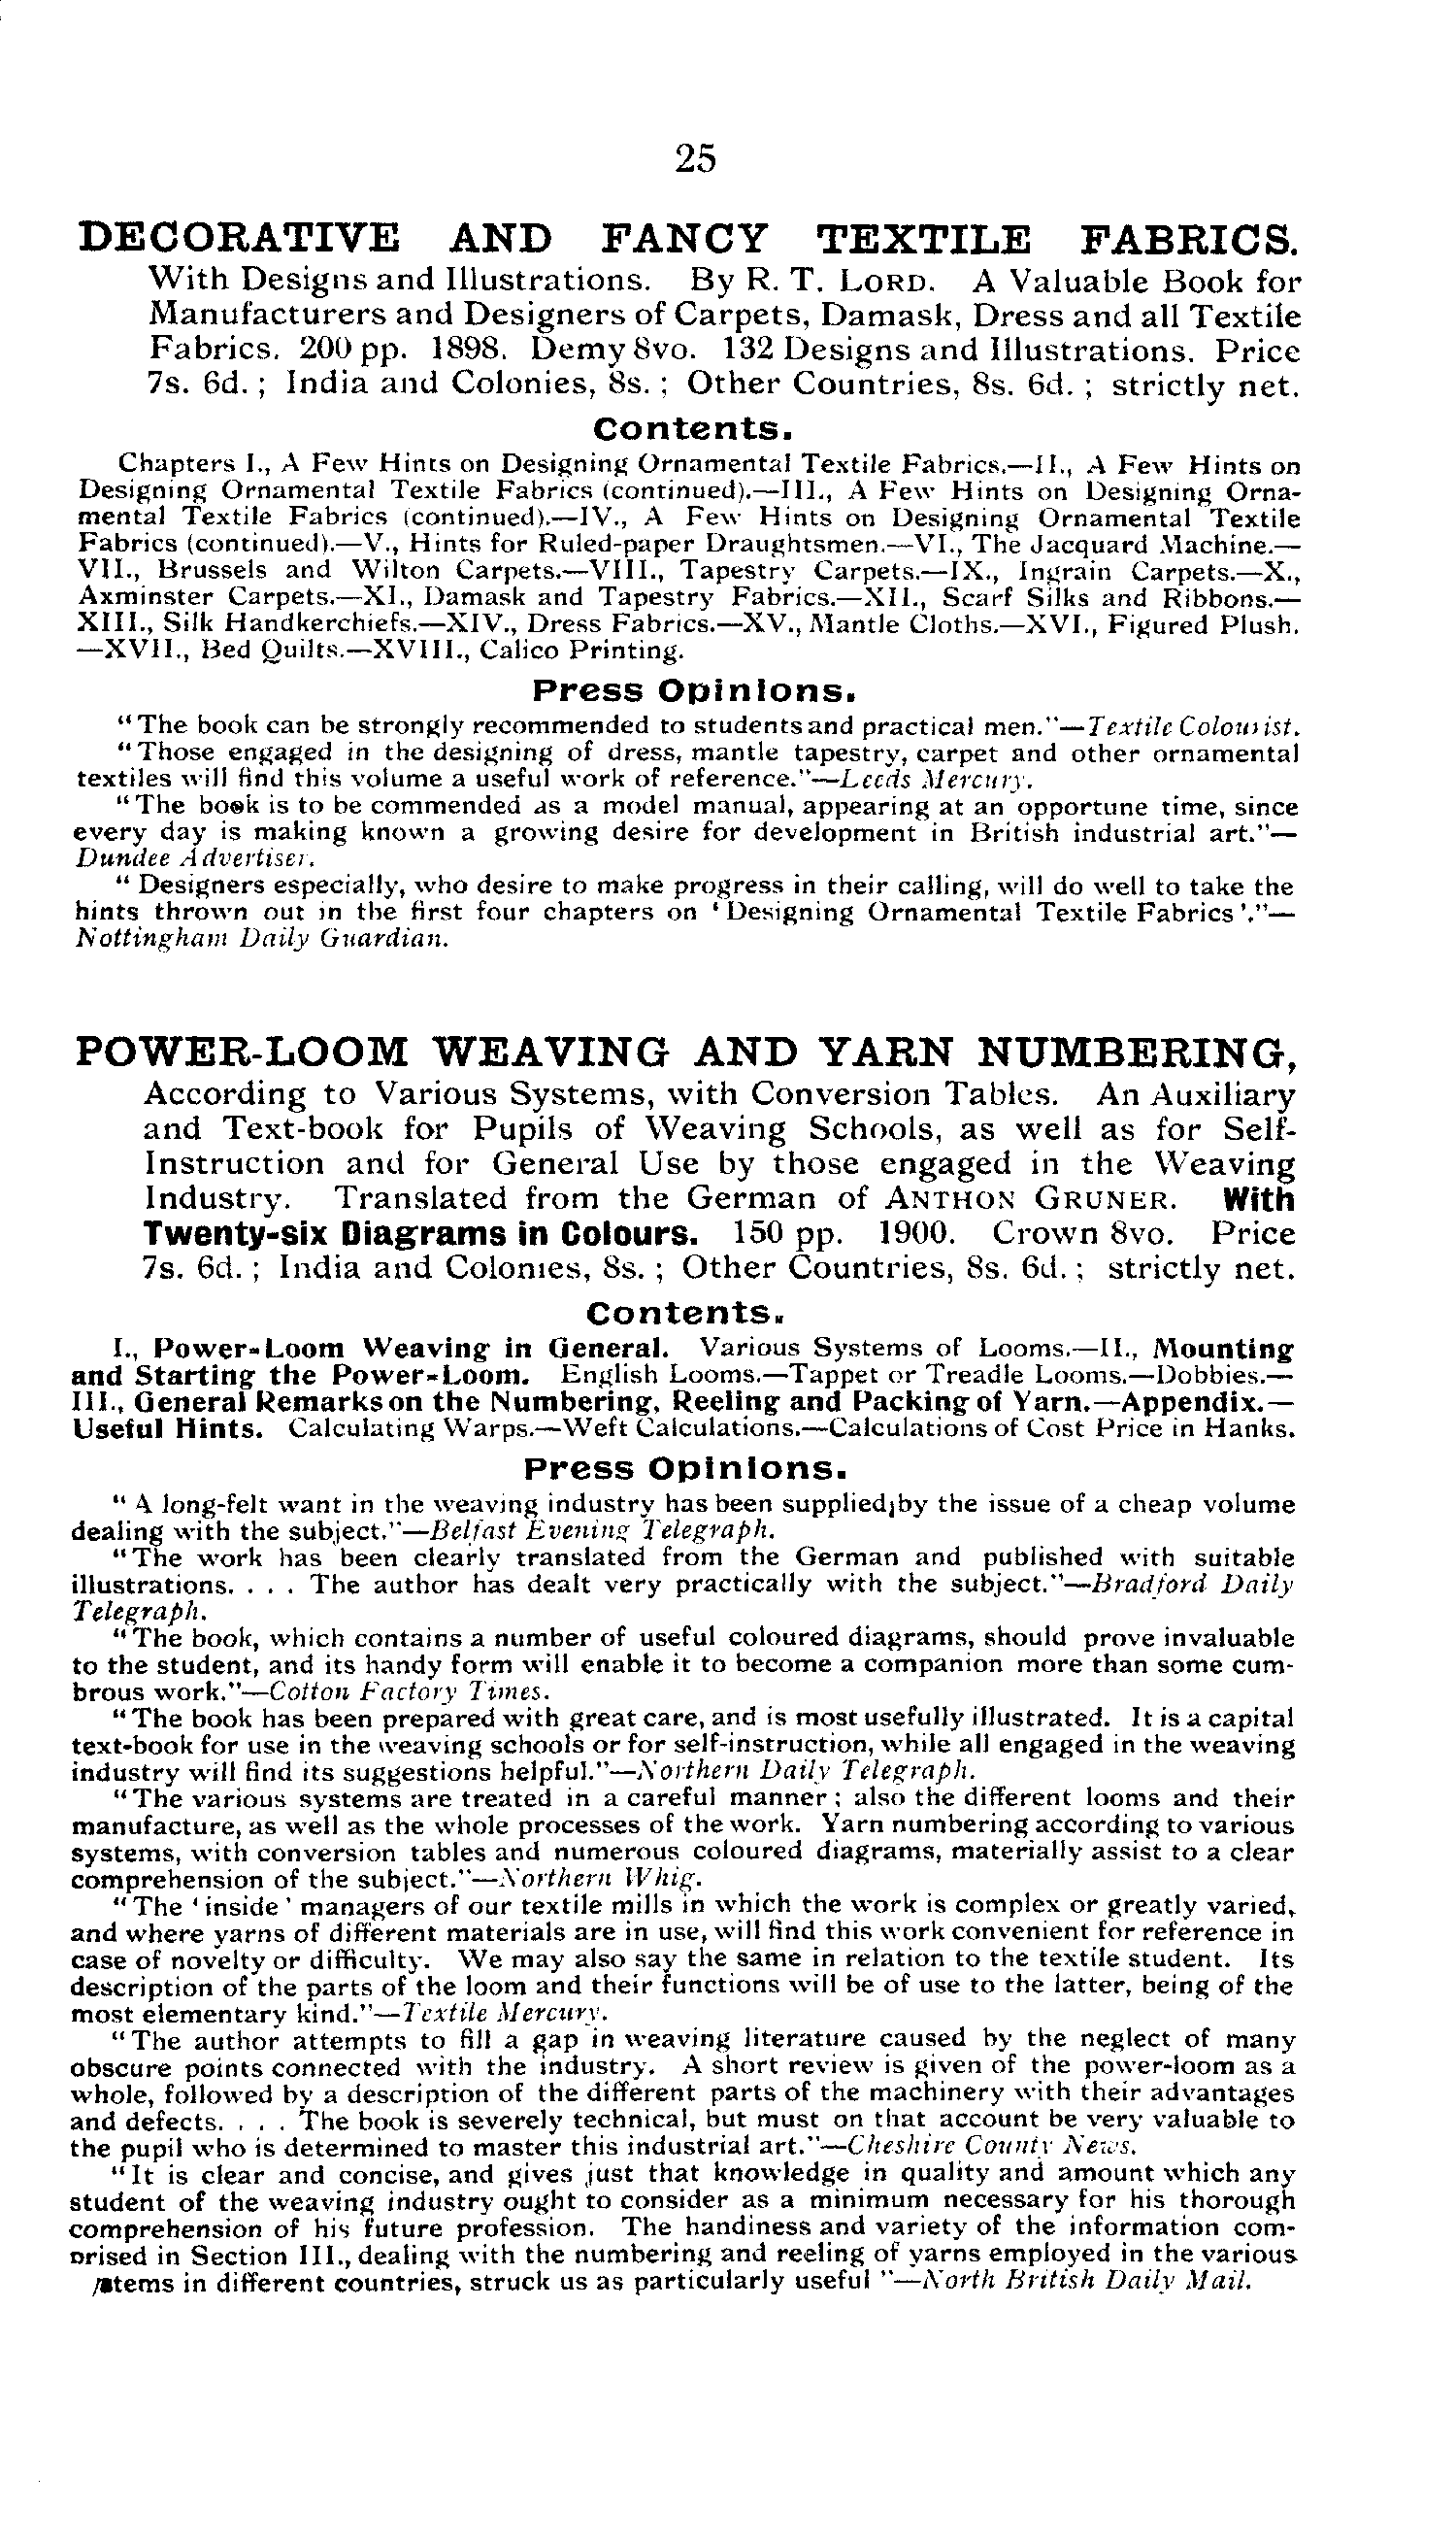 25
DECORATIVE AND FANCY TEXTILE FABRICS.
With Designs and Illustrations. By R. T. LORD. A Valuable Book for
Manufacturers and Designers of Carpets, Damask, Dress and all Textile
Fabrics. 200 pp. 1898. Demy 8vo. 132 Designs and Illustrations. Price
7s. 6d. ; India and Colonies, 8s. ; Other Countries, 8s. 6d. ; strictly net.
Contents.
Chapters I., A Few Hints on Designing Ornamental Textile Fabrics.—II., A Few Hints on
Designing Ornamental Textile Fabrics (continued).—III., A Few Hints on Designing Orna-
mental Textile Fabrics (continued).—IV., A Few Hints on Designing Ornamental Textile
Fabrics (continued).—V., Hints for Ruled-paper Draughtsmen.—VI., The Jacquard Machine.—
VII., Brussels and Wilton Carpets.—VIII., Tapestry Carpets.—IX., Ingrain Carpets.—X.,
Axminster Carpets.—XI., Damask and Tapestry Fabrics.—XII., Scarf Silks and Ribbons.—
XIII., Silk Handkerchiefs.—XIV., Dress Fabrics.—XV., Mantle Cloths.—XVI., Figured Plush.
—XVII., Bed Quilts.—XVIII., Calico Printing.
Press Opinions.
"The book can be strongly recommended to students and practical men."—Textile Colourist.
"Those engaged in the designing of dress, mantle tapestry, carpet and other ornamental
textiles will find this volume a useful work of reference."—Leeds Mercury.
"The book is to be commended as a model manual, appearing at an opportune time, since
every day is making known a growing desire for development in British industrial art."—
Dundee Advertiser.
"Designers especially, who desire to make progress in their calling, will do well to take the
hints thrown out in the first four chapters on 'Designing Ornamental Textile Fabrics'."—
Nottingham Daily Guardian.
POWER-LOOM WEAVING AND YARN NUMBERING,
According to Various Systems, with Conversion Tables. An Auxiliary
and Text-book for Pupils of Weaving Schools, as well as for Self-
Instruction and for General Use by those engaged in the Weaving
Industry. Translated from the German of ANTHON GRUNER. With
Twenty-six Diagrams in Colours. 150 pp. 1900. Crown 8vo. Price
7s. 6d. ; India and Colonies, 8s. ; Other Countries, 8s. 6d. ; strictly net.
Contents.
I., Power-Loom Weaving in General. Various Systems of Looms.—II., Mounting
and Starting the Power-Loom. English Looms.—Tappet or Treadle Looms.—Dobbies.—
III., General Remarks on the Numbering, Reeling and Packing of Yarn.—Appendix.—
Useful Hints. Calculating Warps.—Weft Calculations.—Calculations of Cost Price in Hanks.
Press Opinions.
"A long-felt want in the weaving industry has been supplied by the issue of a cheap volume
dealing with the subject."—Belfast Evening Telegraph.
"The work has been clearly translated from the German and published with suitable
illustrations. . . . The author has dealt very practically with the subject."—Bradford Daily
Telegraph.
"The book, which contains a number of useful coloured diagrams, should prove invaluable
to the student, and its handy form will enable it to become a companion more than some cum-
brous work."—Cotton Factory Times.
"The book has been prepared with great care, and is most usefully illustrated. It is a capital
text-book for use in the weaving schools or for self-instruction, while all engaged in the weaving
industry will find its suggestions helpful."—Northern Daily Telegraph.
"The various systems are treated in a careful manner ; also the different looms and their
manufacture, as well as the whole processes of the work. Yarn numbering according to various
systems, with conversion tables and numerous coloured diagrams, materially assist to a clear
comprehension of the subject."—Northern Whig.
"The 'inside' managers of our textile mills in which the work is complex or greatly varied,
and where yarns of different materials are in use, will find this work convenient for reference in
case of novelty or difficulty. We may also say the same in relation to the textile student. Its
description of the parts of the loom and their functions will be of use to the latter, being of the
most elementary kind."—Textile Mercury.
"The author attempts to fill a gap in weaving literature caused by the neglect of many
obscure points connected with the industry. A short review is given of the power-loom as a
whole, followed by a description of the different parts of the machinery with their advantages
and defects. . . . The book is severely technical, but must on that account be very valuable to
the pupil who is determined to master this industrial art."—Cheshire County News.
"It is clear and concise, and gives just that knowledge in quality and amount which any
student of the weaving industry ought to consider as a minimum necessary for his thorough
comprehension of his future profession. The handiness and variety of the information com-
prised in Section III., dealing with the numbering and reeling of yarns employed in the various
systems in different countries, struck us as particularly useful "—North British Daily Mail.